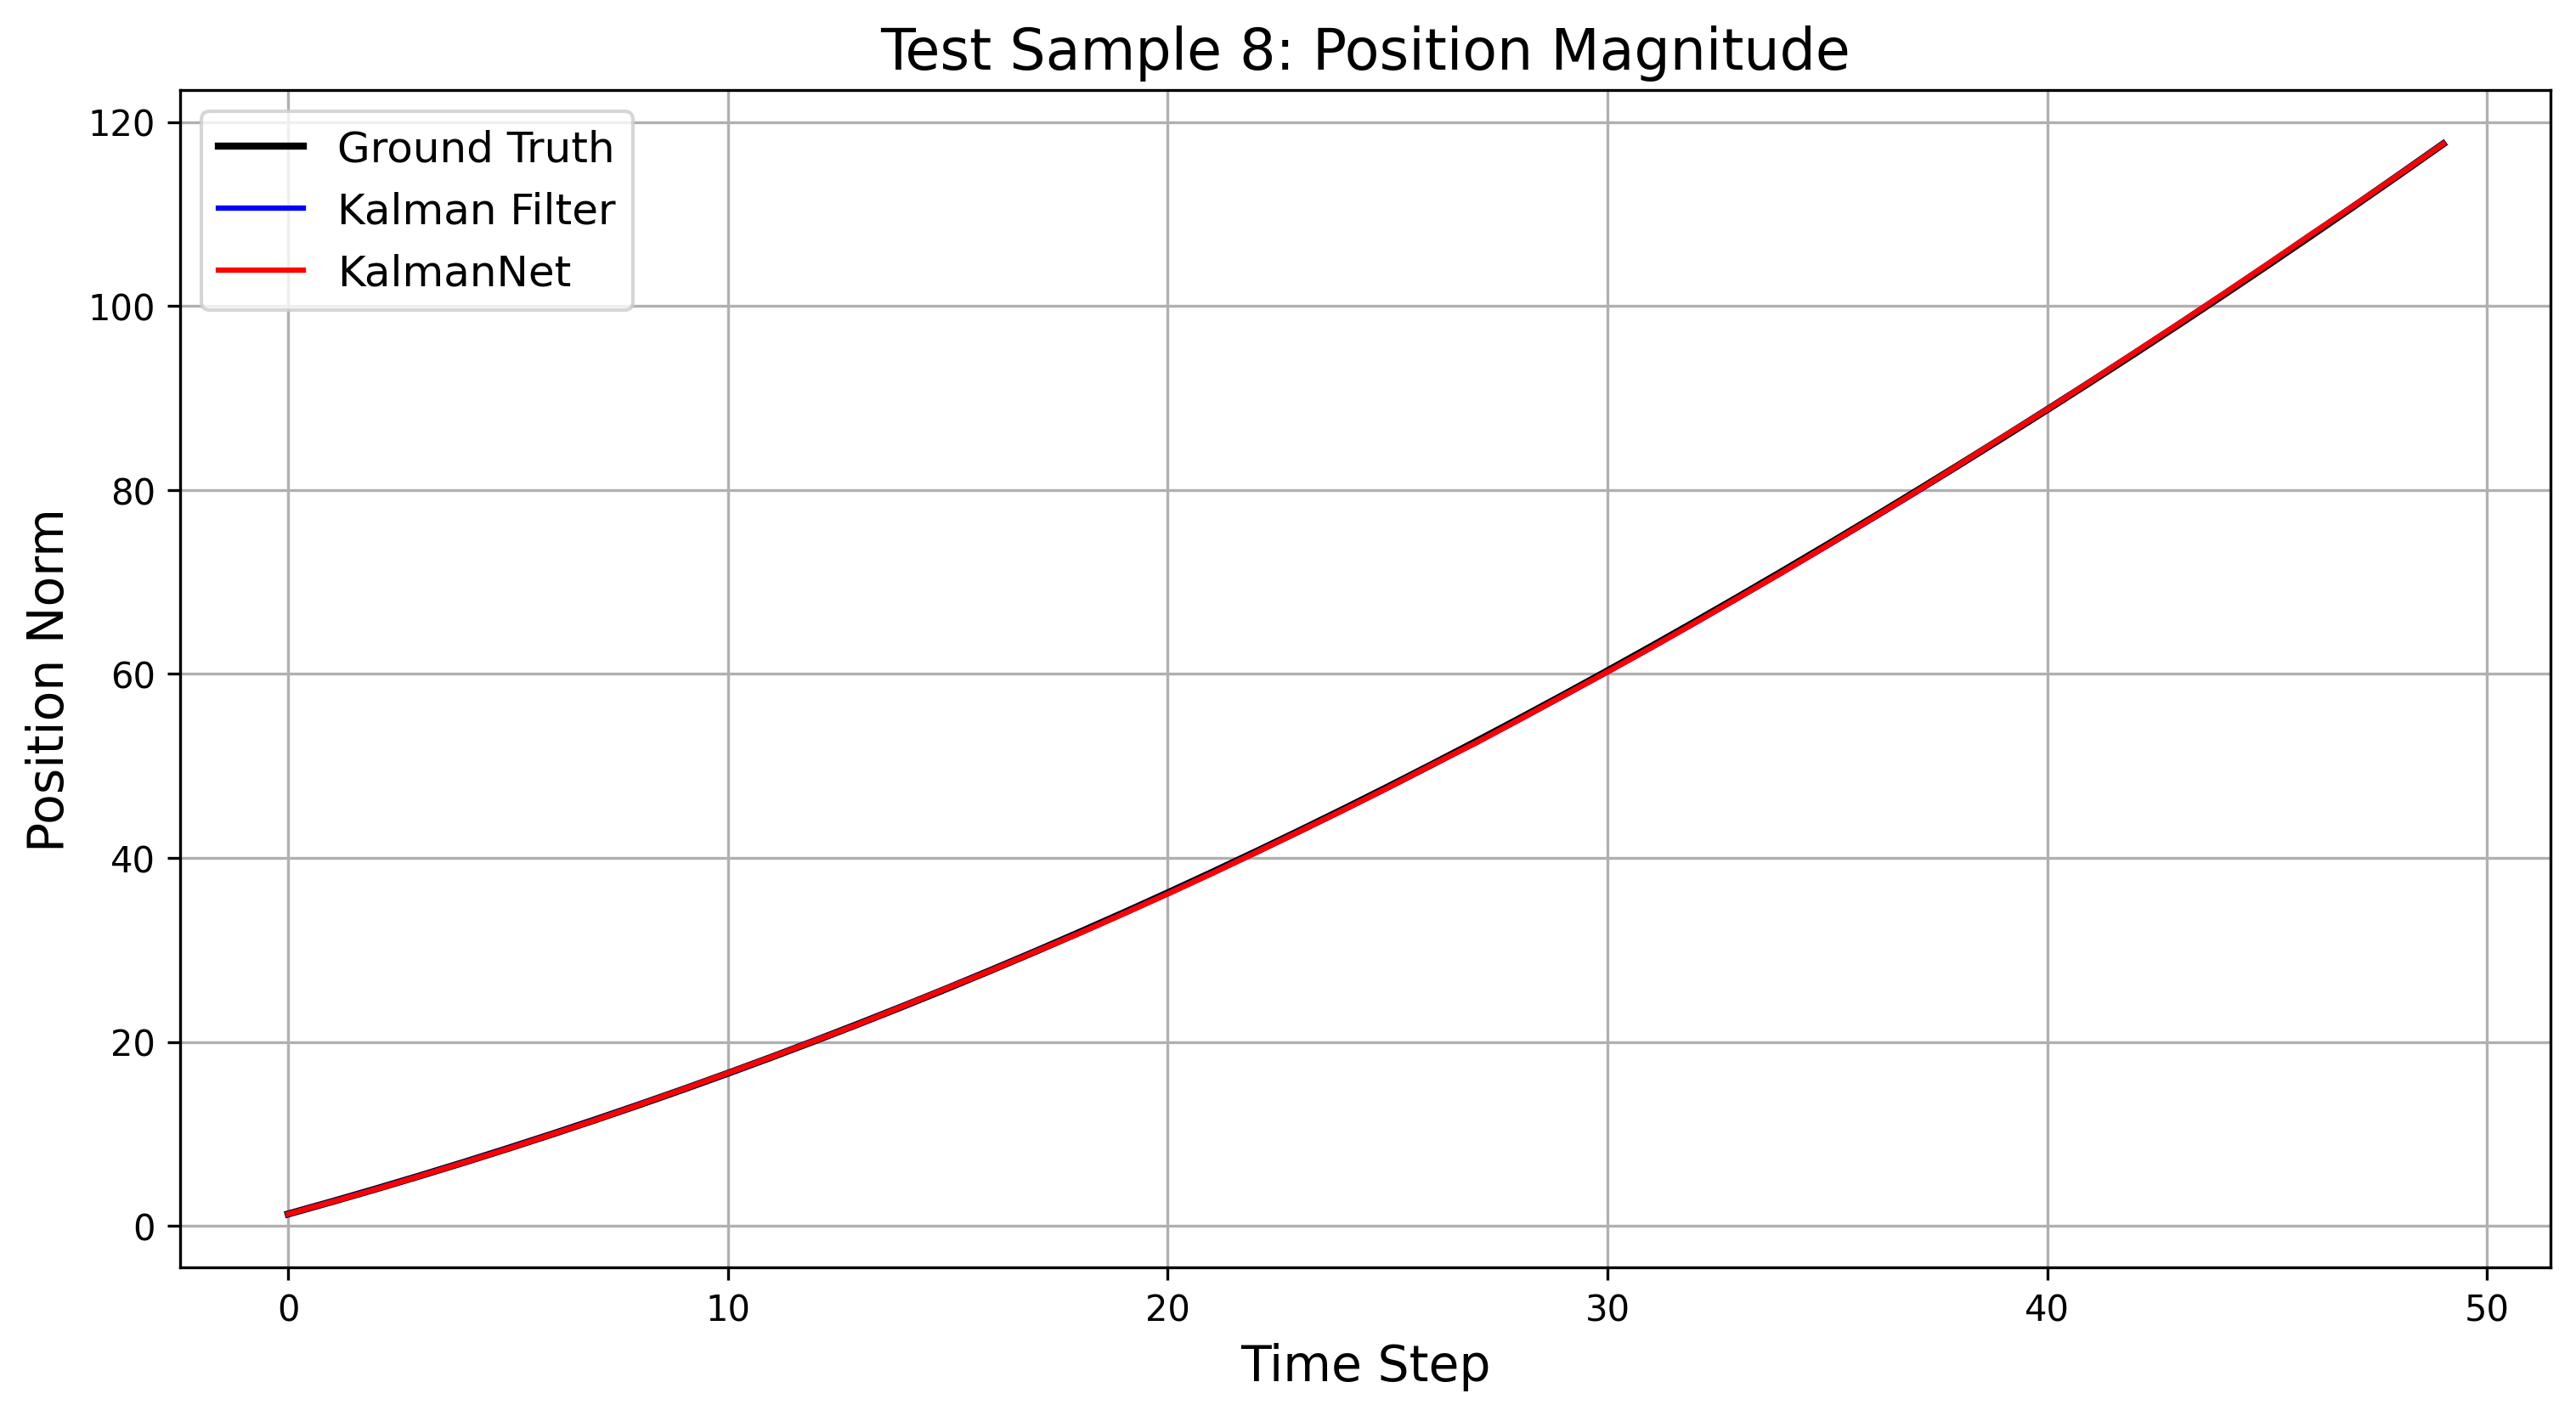 Test Sample 8: Position Magnitude
Ground Truth
Kalman Filter
KalmanNet
Position Norm
120
100
80
60
40
20
0
0 10 20 30 40 50
Time Step